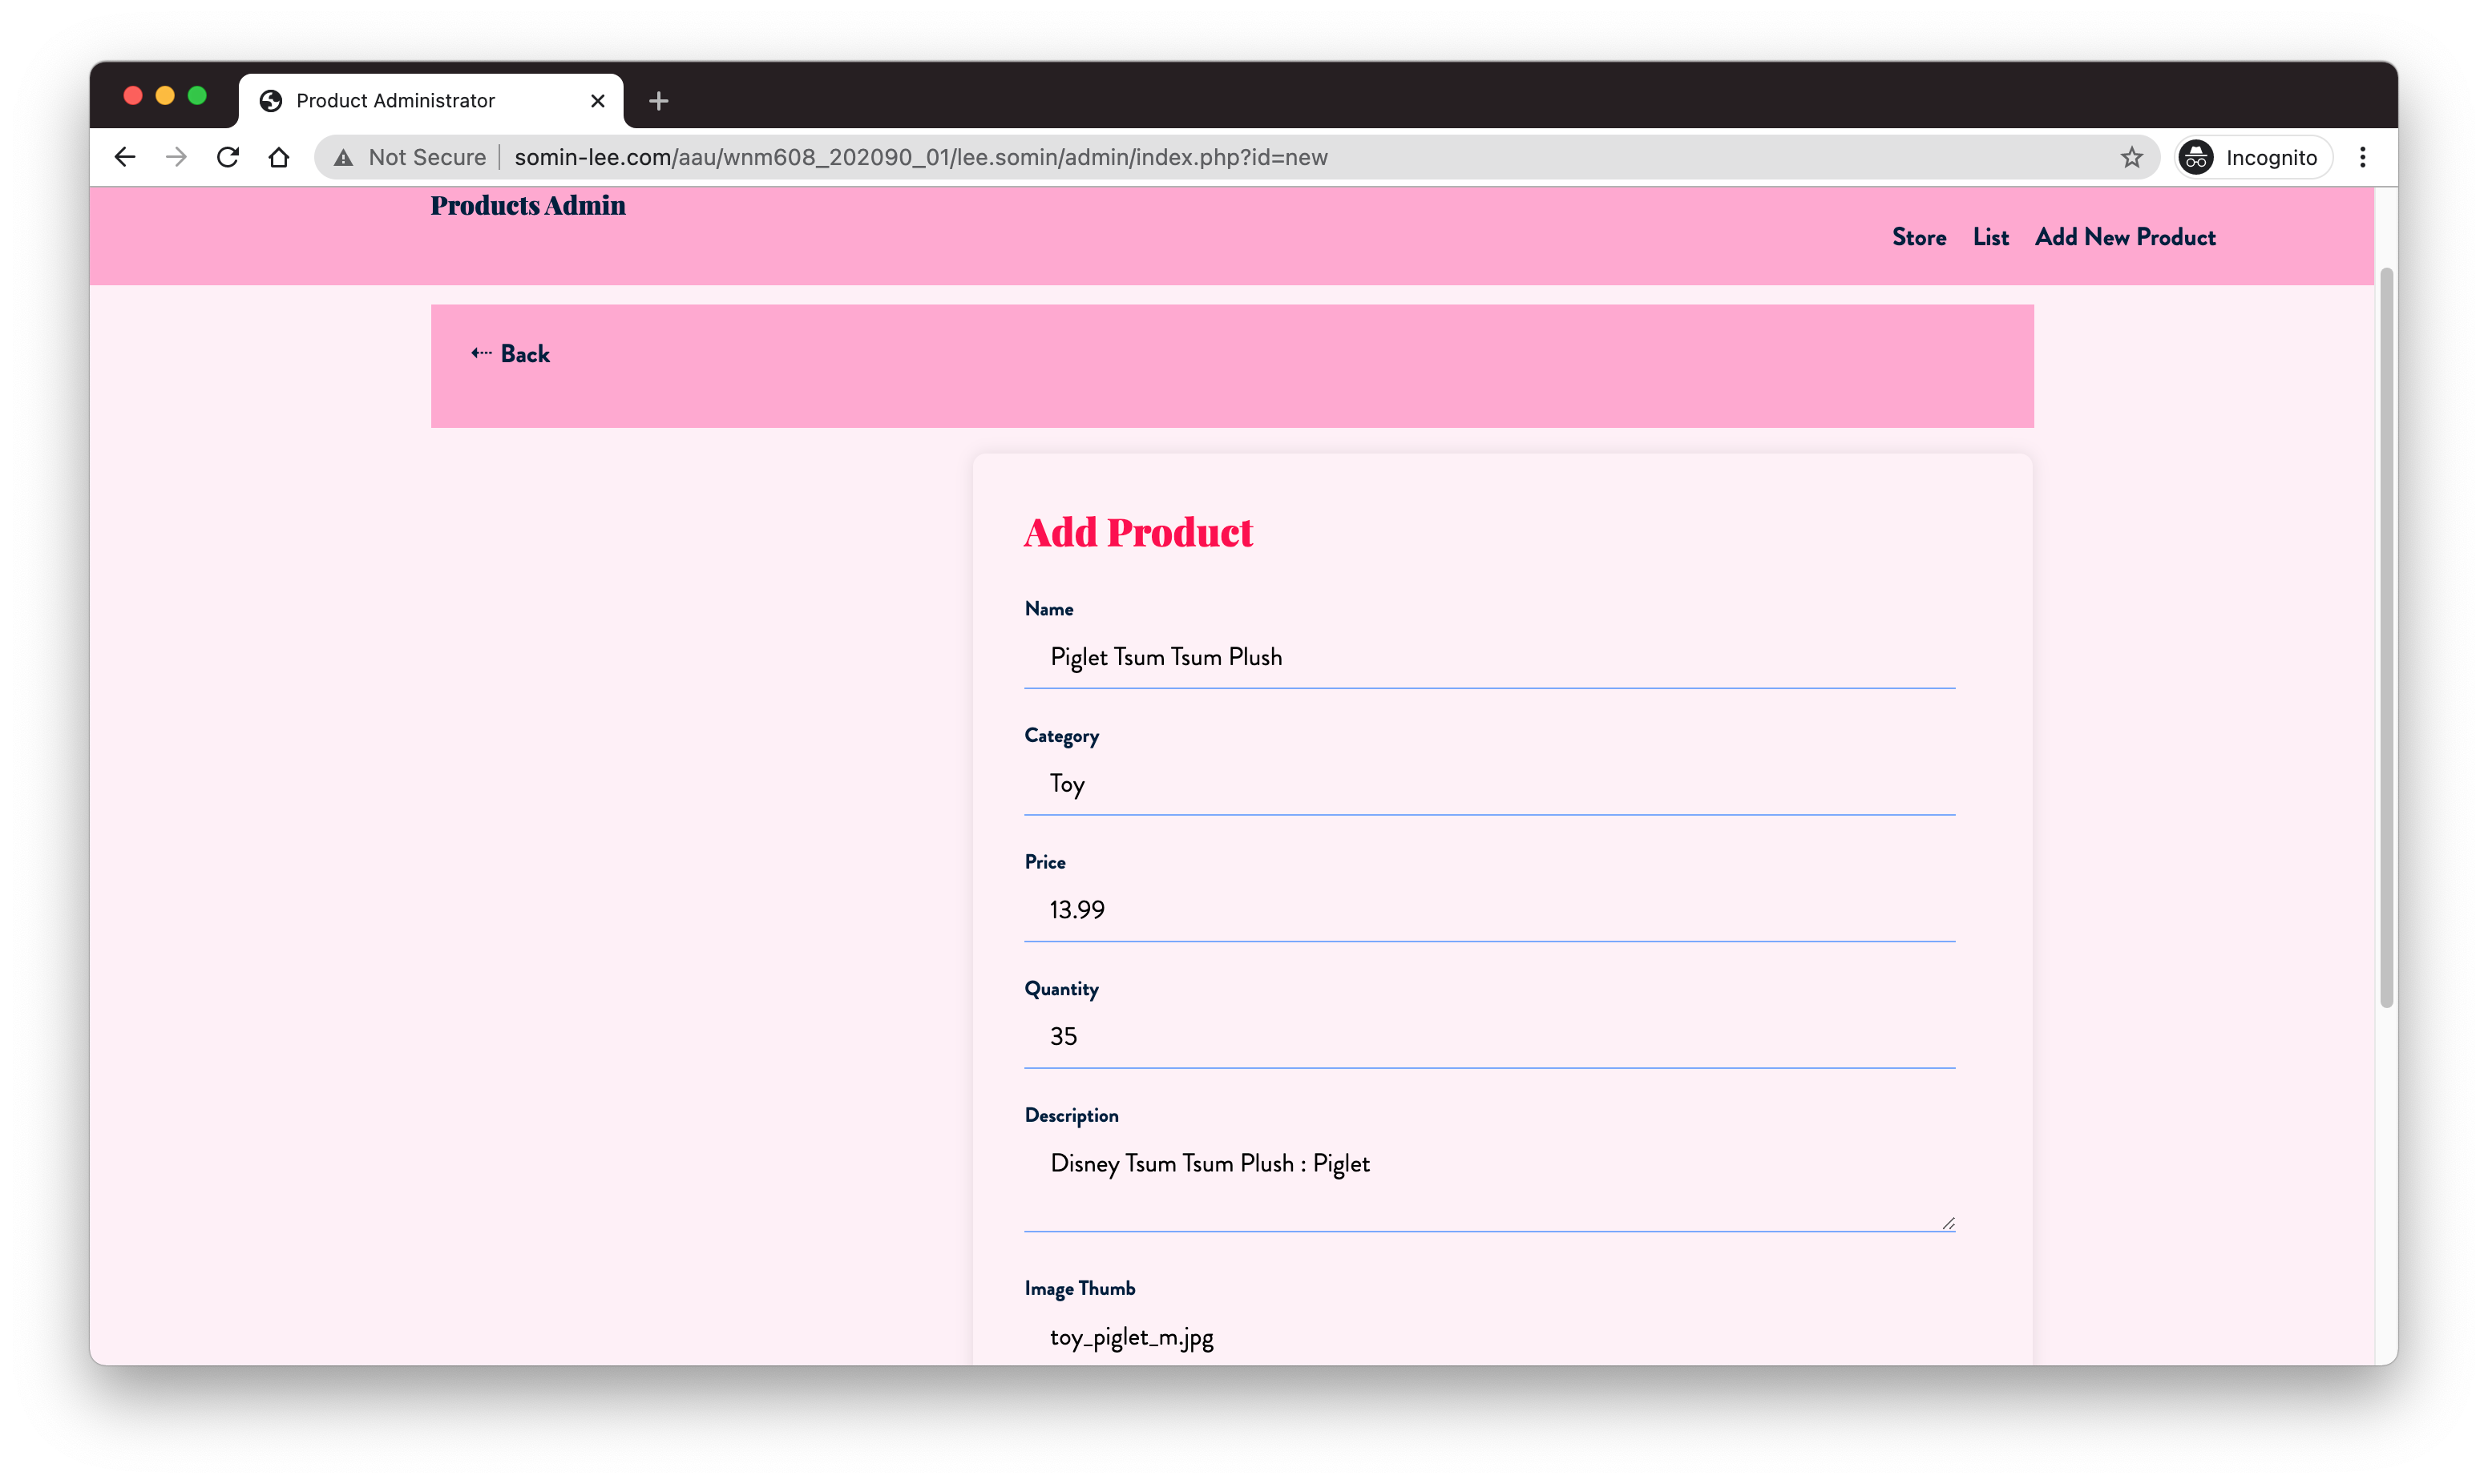 Product Administrator
Not Secure somin-lee.com/aau/wnm608_202090_01/lee.somin/admin/index.php?id=new
Incognito
Products Admin
Store List Add New Product
Back
Add Product
Name
Piglet Tsum Tsum Plush
Category
Toy
Price
13.99
Quantity
35
Description
Disney Tsum Tsum Plush : Piglet
Image Thumb
toy_piglet_m.jpg